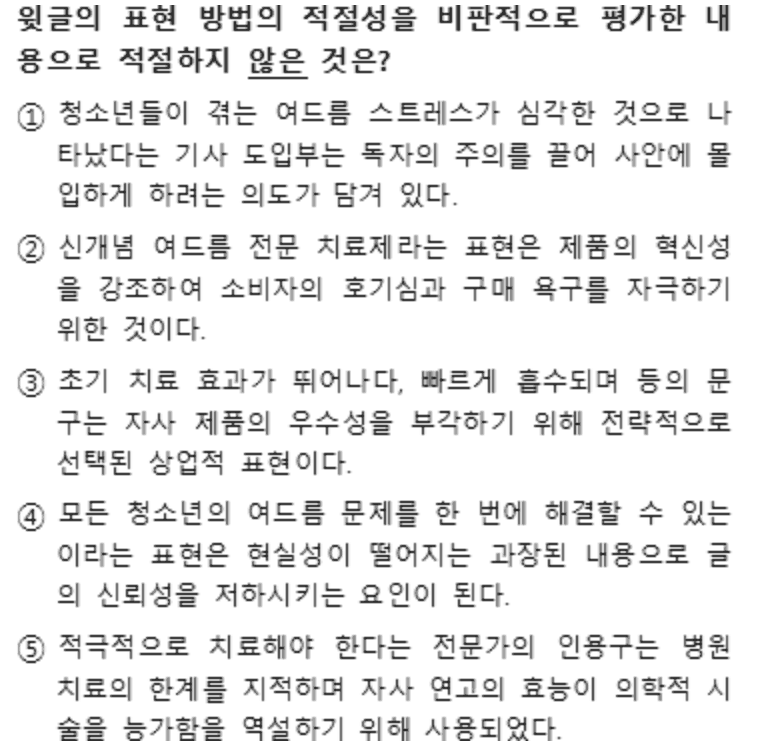 윗글의 표현 방법의 적절성을 비판적으로 평가한 내
용으로 적절하지 않은 것은?
① 청소년들이 겪는 여드름 스트레스가 심각한 것으로 나
타났다는 기사 도입부는 독자의 주의를 끌어 사안에 몰
입하게 하려는 의도가 담겨 있다.
② 신개념 여드름 전문 치료제라는 표현은 제품의 혁신성
을 강조하여 소비자의 호기심과 구매 욕구를 자극하기
위한 것이다.
③ 초기 치료 효과가 뛰어나다, 빠르게 흡수되며 등의 문
구는 자사 제품의 우수성을 부각하기 위해 전략적으로
선택된 상업적 표현이다.
④ 모든 청소년의 여드름 문제를 한 번에 해결할 수 있는
이라는 표현은 현실성이 떨어지는 과장된 내용으로 글
의 신뢰성을 저하시키는 요인이 된다.
⑤ 적극적으로 치료해야 한다는 전문가의 인용구는 병원
치료의 한계를 지적하며 자사 연고의 효능이 의학적 시
술을 능가함을 역설하기 위해 사용되었다.